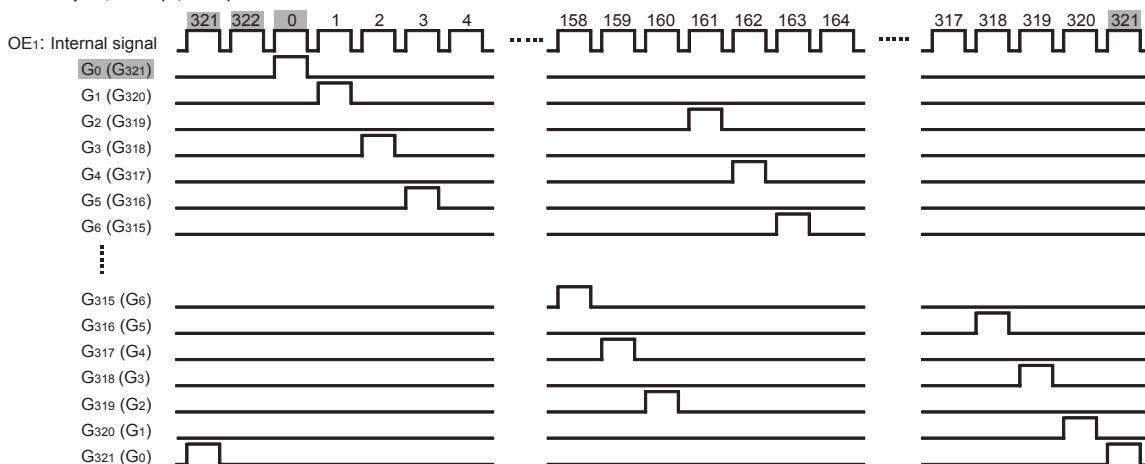 321 322 0 1 2 3 4 158 159 160 161 162 163 164 317 318 319 320 321
OE1: Internal signal
G0 (G321)
G1 (G320)
G2 (G319)
G3 (G318)
G4 (G317)
G5 (G316)
G6 (G315)
G315 (G6)
G316 (G5)
G317 (G4)
G318 (G3)
G319 (G2)
G320 (G1)
G321 (G0)